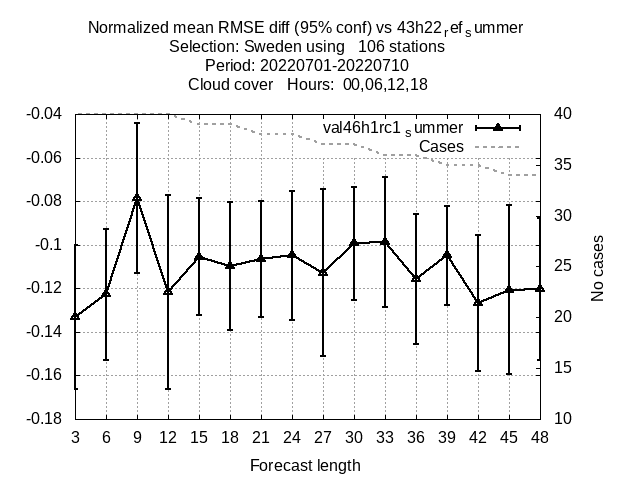 Normalized mean RMSE diff (95% conf) vs 43h22refsummer
Selection: Sweden using 106 stations
Period: 20220701-20220710
Cloud cover Hours: 00,06,12,18
-0.04
-0.06
-0.08
-0.1
-0.12
-0.14
-0.16
-0.18
val46h1rc1summer
Cases
40
35
30
25
20
15
10
No cases
3 6 9 12 15 18 21 24 27 30 33 36 39 42 45 48
Forecast length